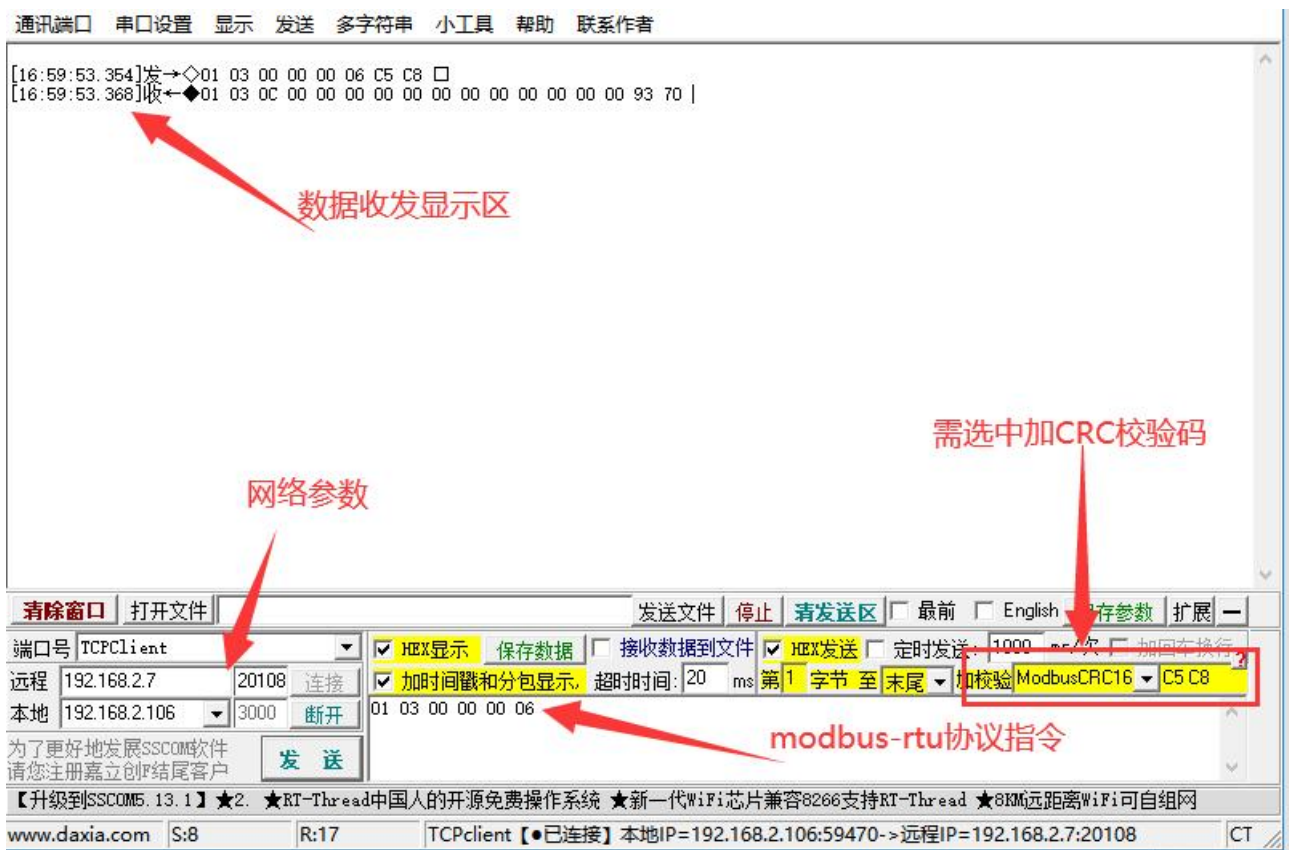 通讯端口 串口设置 显示 发送 多字符串 小工具 帮助 联系作者
[16:59:53.354]发→◇01 03 00 00 00 06 C5 C8 □
[16:59:53.368]收←◆01 03 0C 00 00 00 00 00 00 00 00 00 00 00 00 93 70
数据收发显示区
需选中加CRC校验码
网络参数
清除窗口 打开文件 发送文件 停止 清发送区 最前 English 存参数 扩展 —
端口号 TCPClient HEX显示 保存数据 接收数据到文件 HEX发送 定时发送: 1000 ms/次 加回车换行
远程 192.168.2.7 20108 连接 加时间戳和分包显示, 超时时间: 20 ms 第 1 字节 至 末尾 加校验 ModbusCRC16 C5 C8
本地 192.168.2.106 3000 断开 01 03 00 00 00 06
modbus-rtu协议指令
为了更好地发展SSCOM软件
请您注册嘉立创F结尾客户
发 送
【升级到SSCOM5.13.1】★2. ★RT-Thread中国人的开源免费操作系统 ★新一代WiFi芯片兼容8266支持RT-Thread ★8KM远距离WiFi可自组网
www.daxia.com S:8 R:17 TCPclient【●已连接】本地IP=192.168.2.106:59470->远程IP=192.168.2.7:20108 CT